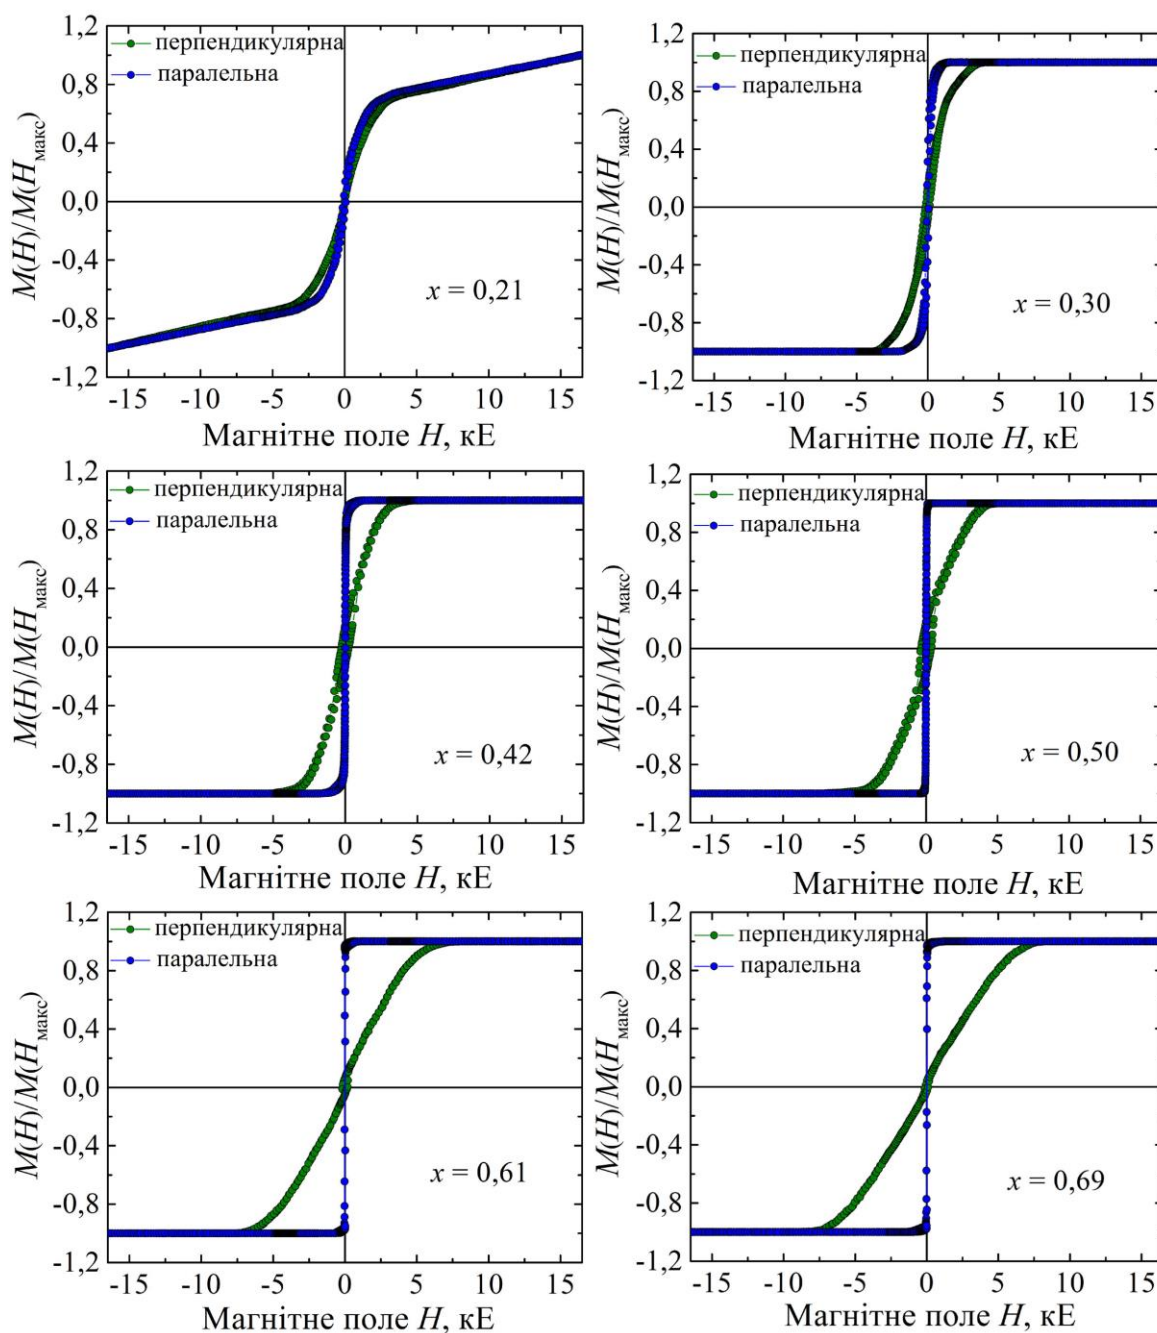 1,2
0,8
0,4
0,0
-0,4
-0,8
-1,2
M(H)/M(Hмакс)
перпендикулярна
паралельна
x = 0,21
-15 -10 -5 0 5 10 15
Магнітне поле H, кЕ
1,2
0,8
0,4
0,0
-0,4
-0,8
-1,2
M(H)/M(Hмакс)
перпендикулярна
паралельна
x = 0,30
-15 -10 -5 0 5 10 15
Магнітне поле H, кЕ
1,2
0,8
0,4
0,0
-0,4
-0,8
-1,2
M(H)/M(Hмакс)
перпендикулярна
паралельна
x = 0,42
-15 -10 -5 0 5 10 15
Магнітне поле H, кЕ
1,2
0,8
0,4
0,0
-0,4
-0,8
-1,2
M(H)/M(Hмакс)
перпендикулярна
паралельна
x = 0,50
-15 -10 -5 0 5 10 15
Магнітне поле H, кЕ
1,2
0,8
0,4
0,0
-0,4
-0,8
-1,2
M(H)/M(Hмакс)
перпендикулярна
паралельна
x = 0,61
-15 -10 -5 0 5 10 15
Магнітне поле H, кЕ
1,2
0,8
0,4
0,0
-0,4
-0,8
-1,2
M(H)/M(Hмакс)
перпендикулярна
паралельна
x = 0,69
-15 -10 -5 0 5 10 15
Магнітне поле H, кЕ